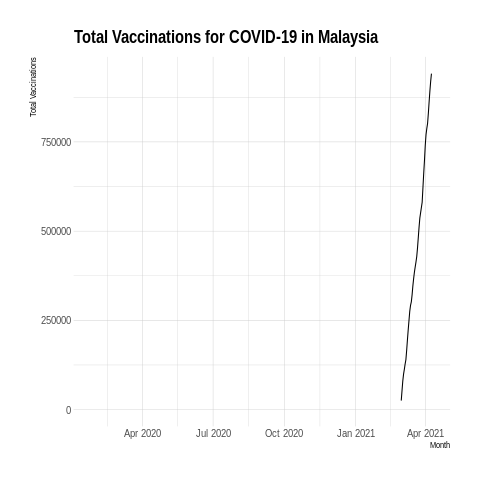 Total Vaccinations for COVID-19 in Malaysia
Total Vaccinations
750000
500000
250000
0
Apr 2020 Jul 2020 Oct 2020 Jan 2021 Apr 2021
Month